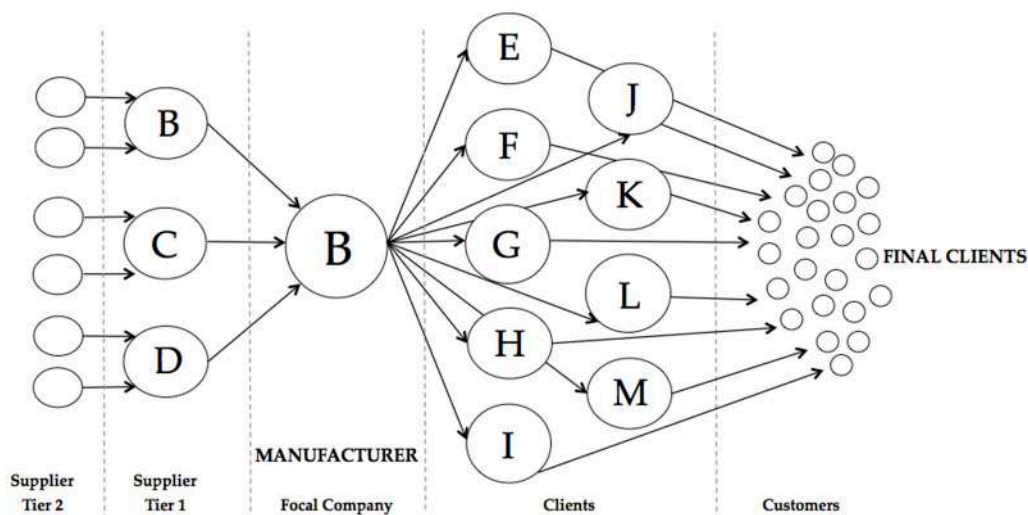 E
J
B
F
K
C
B
G
FINAL CLIENTS
L
H
D
M
I
MANUFACTURER
Supplier
Tier 2
Supplier
Tier 1
Focal Company
Clients
Customers